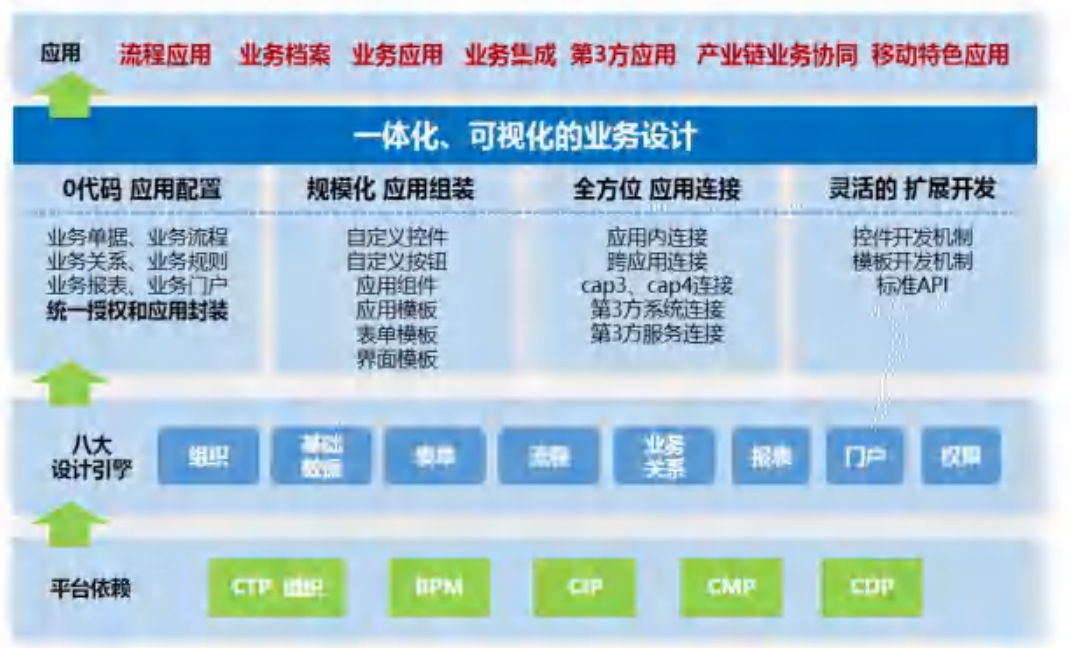 应用 流程应用 业务档案 业务应用 业务集成 第3方应用 产业链业务协同 移动特色应用
一体化、可视化的业务设计
0代码 应用配置
业务单据、业务流程
业务关系、业务规则
业务报表、业务门户
统一授权和应用封装
规模化 应用组装
自定义控件
自定义按钮
应用组件
应用模板
表单模板
界面模板
全方位 应用连接
应用内连接
跨应用连接
cap3、cap4连接
第3方系统连接
第3方服务连接
灵活的 扩展开发
控件开发机制
模板开发机制
标准API
八大
设计引擎
组织
基础
数据
表单
流程
业务
关系
报表
门户
权限
平台依赖
CTP 组织
BPM
CIP
CMP
CDP